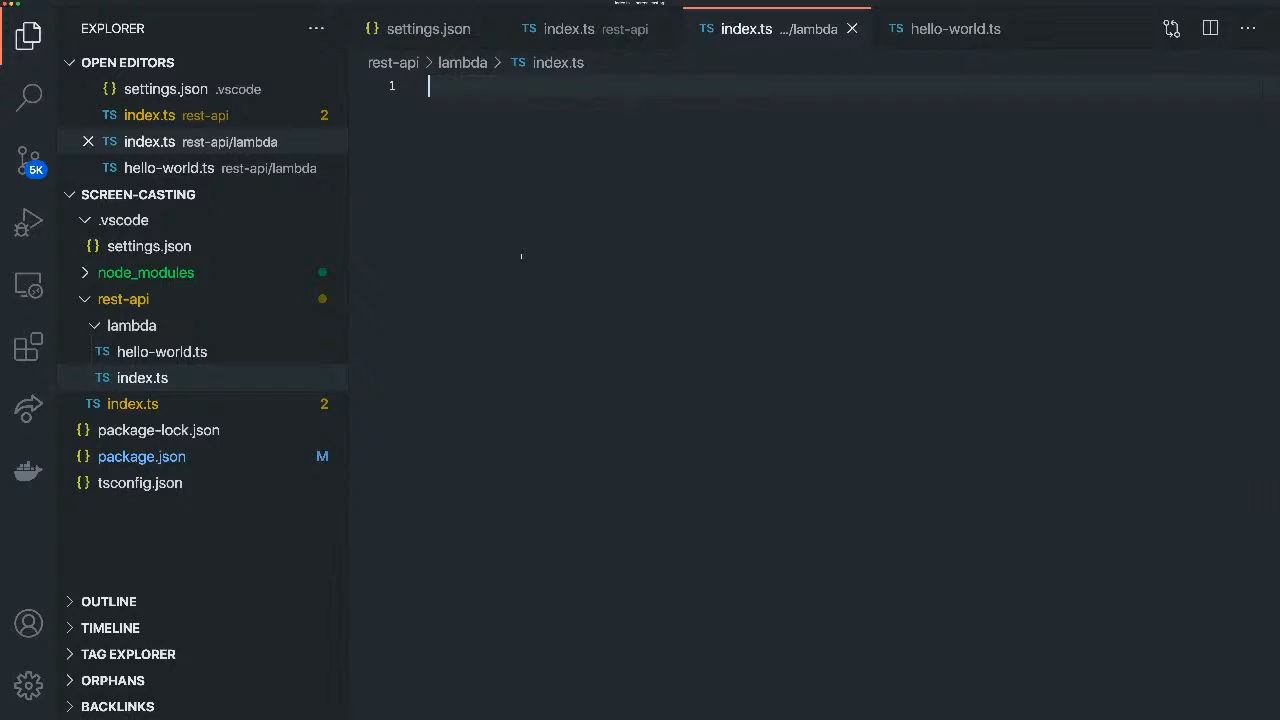 EXPLORER
{} settings.json
TS index.ts rest-api
TS index.ts .../lambda
TS hello-world.ts
rest-api > lambda > TS index.ts
1
OPEN EDITORS
{} settings.json .vscode
TS index.ts rest-api 2
TS index.ts rest-api/lambda
TS hello-world.ts rest-api/lambda
5K
SCREEN-CASTING
.vscode
{} settings.json
node_modules
rest-api
lambda
TS hello-world.ts
TS index.ts
TS index.ts 2
{} package-lock.json
{} package.json M
{} tsconfig.json
OUTLINE
TIMELINE
TAG EXPLORER
ORPHANS
BACKLINKS